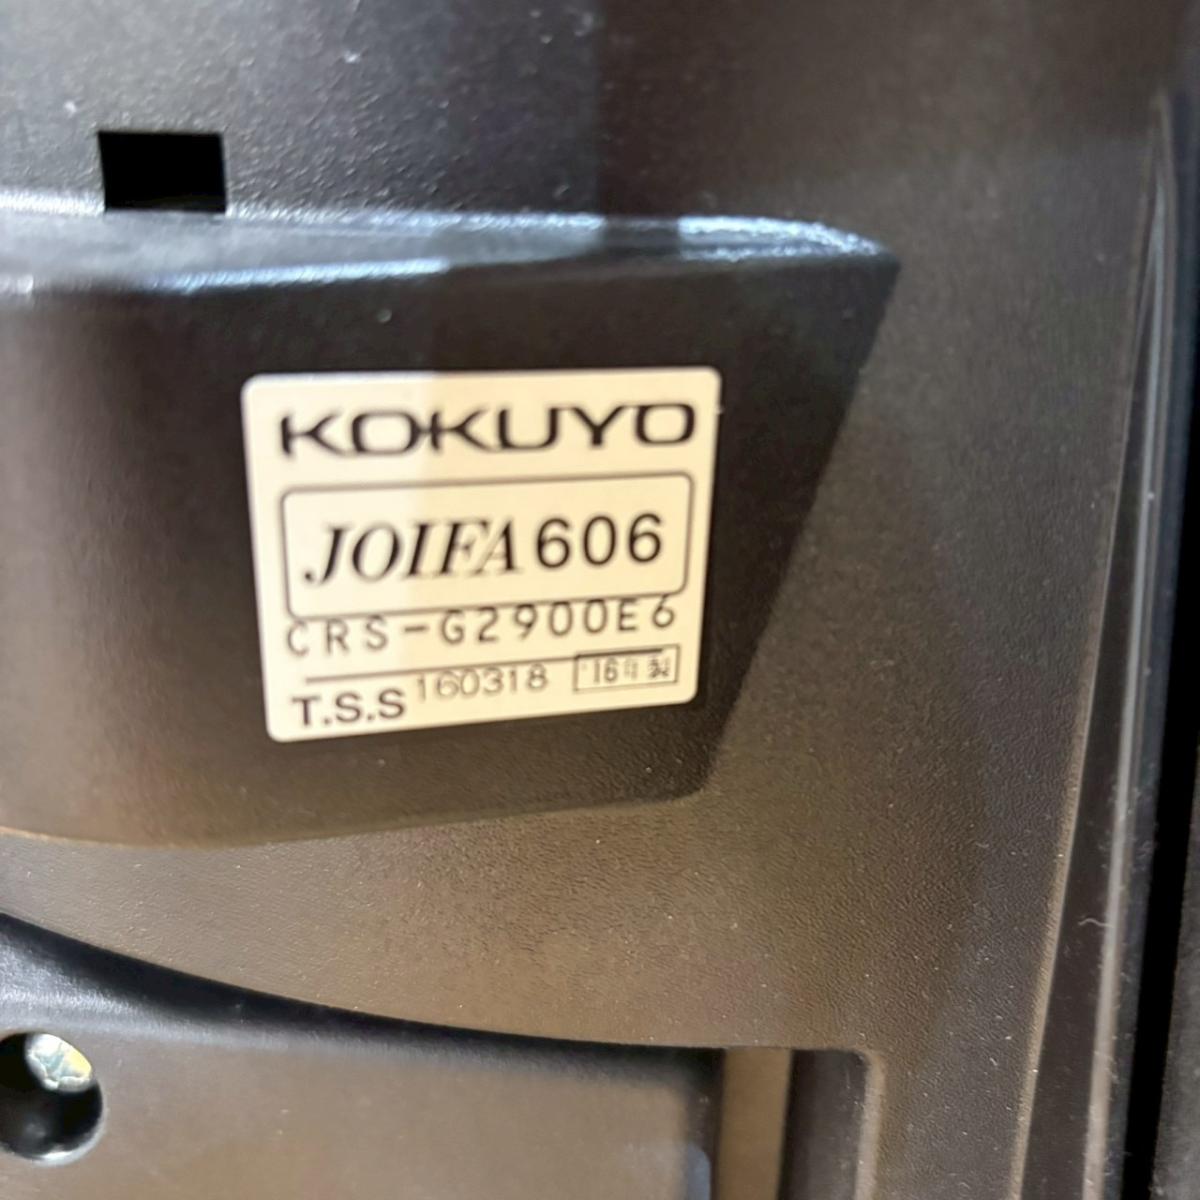 KOKUYO
JOIFA 606
CRS-G2900E6
T.S.S 160318 '16年製